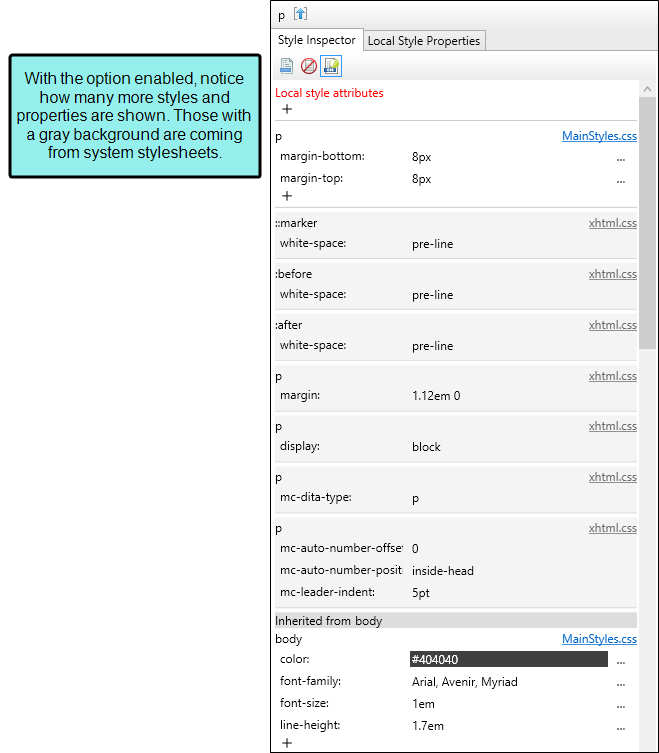 With the option enabled, notice
how many more styles and
properties are shown. Those with
a gray background are coming
from system stylesheets.
p
Style Inspector Local Style Properties
Local style attributes
+
p MainStyles.css
margin-bottom: 8px ...
margin-top: 8px ...
+
::marker xhtml.css
white-space: pre-line
:before xhtml.css
white-space: pre-line
:after xhtml.css
white-space: pre-line
p xhtml.css
margin: 1.12em 0
p xhtml.css
display: block
p xhtml.css
mc-dita-type: p
p xhtml.css
mc-auto-number-offset 0
mc-auto-number-positi inside-head
mc-leader-indent: 5pt
Inherited from body
body MainStyles.css
color: #404040 ...
font-family: Arial, Avenir, Myriad ...
font-size: 1em ...
line-height: 1.7em ...
+